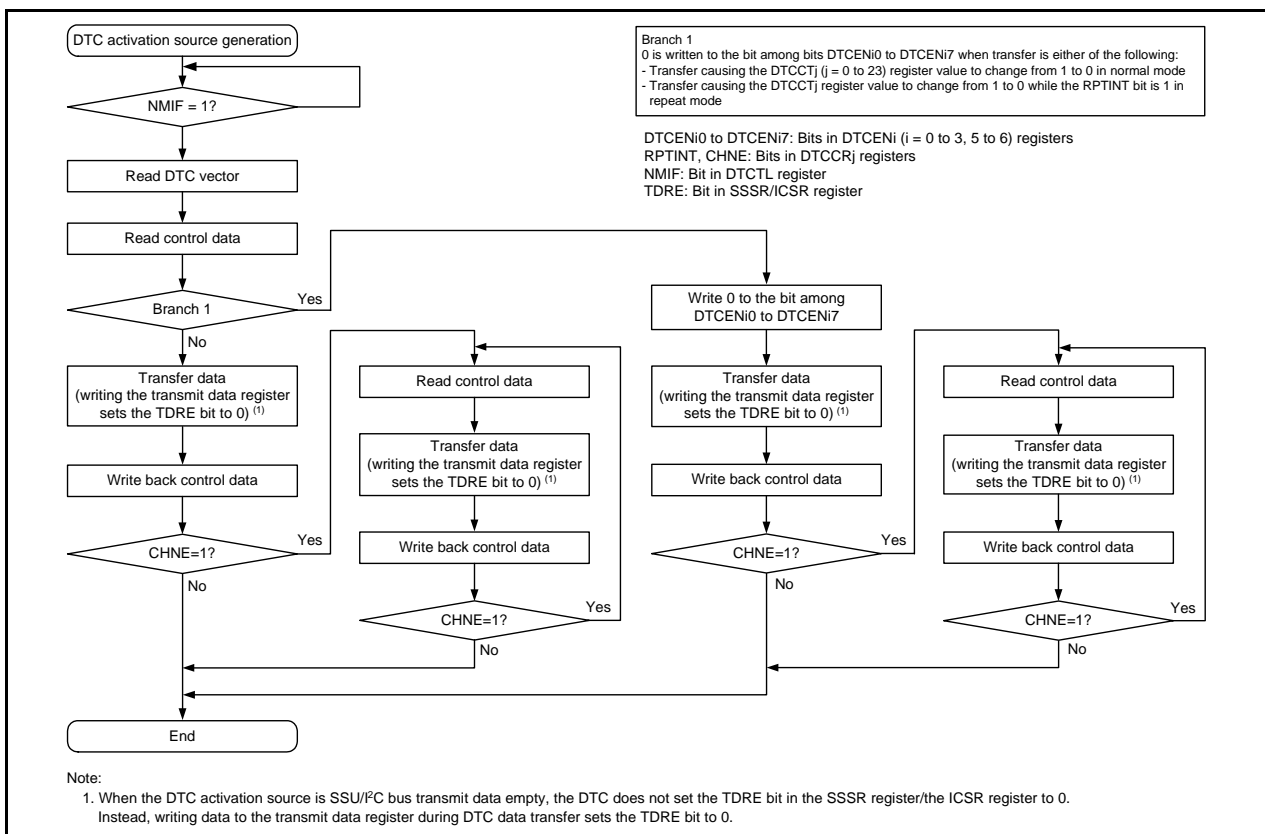 DTC activation source generation
NMIF = 1?
Read DTC vector
Read control data
Branch 1
Yes
No
Transfer data
(writing the transmit data register
sets the TDRE bit to 0) (1)
Write back control data
CHNE=1?
Yes
No
Read control data
Transfer data
(writing the transmit data register
sets the TDRE bit to 0) (1)
Write back control data
CHNE=1?
Yes
No
End
Branch 1
0 is written to the bit among bits DTCENi0 to DTCENi7 when transfer is either of the following:
- Transfer causing the DTCCTj (j = 0 to 23) register value to change from 1 to 0 in normal mode
- Transfer causing the DTCCTj register value to change from 1 to 0 while the RPTINT bit is 1 in
repeat mode
DTCENi0 to DTCENi7: Bits in DTCENi (i = 0 to 3, 5 to 6) registers
RPTINT, CHNE: Bits in DTCCRj registers
NMIF: Bit in DTCTL register
TDRE: Bit in SSSR/ICSR register
Write 0 to the bit among
DTCENi0 to DTCENi7
Transfer data
(writing the transmit data register
sets the TDRE bit to 0) (1)
Write back control data
CHNE=1?
Yes
No
Read control data
Transfer data
(writing the transmit data register
sets the TDRE bit to 0) (1)
Write back control data
CHNE=1?
Yes
No
Note:
1. When the DTC activation source is SSU/I²C bus transmit data empty, the DTC does not set the TDRE bit in the SSSR register/the ICSR register to 0.
Instead, writing data to the transmit data register during DTC data transfer sets the TDRE bit to 0.